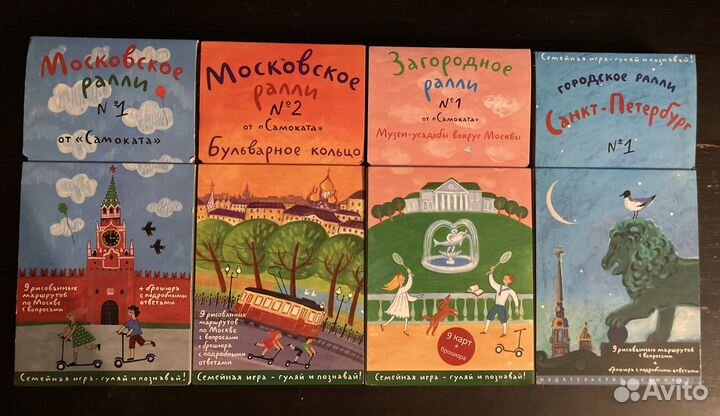 Московское
ралли
№1
от «Самоката»
9 рисованных
маршрутов
по Москве
с вопросами
+ брошюра
с подробными
ответами
Семейная игра - гуляй и познавай!
Московское
ралли
№2
от «Самоката»
Бульварное кольцо
9 рисованных
маршрутов
по Москве
с вопросами
+ брошюра
с подробными
ответами
Семейная игра - гуляй и познавай!
Загородное
ралли
№1
от «Самоката»
Музеи-усадьбы вокруг Москвы
9 карт
+
брошюра
Семейная игра - гуляй и познавай!
Семейная игра - гуляй и познавай!
городское ралли
Санкт-Петербург
№1
9 рисованных маршрутов
с вопросами
+ брошюра с подробными ответами
Avito